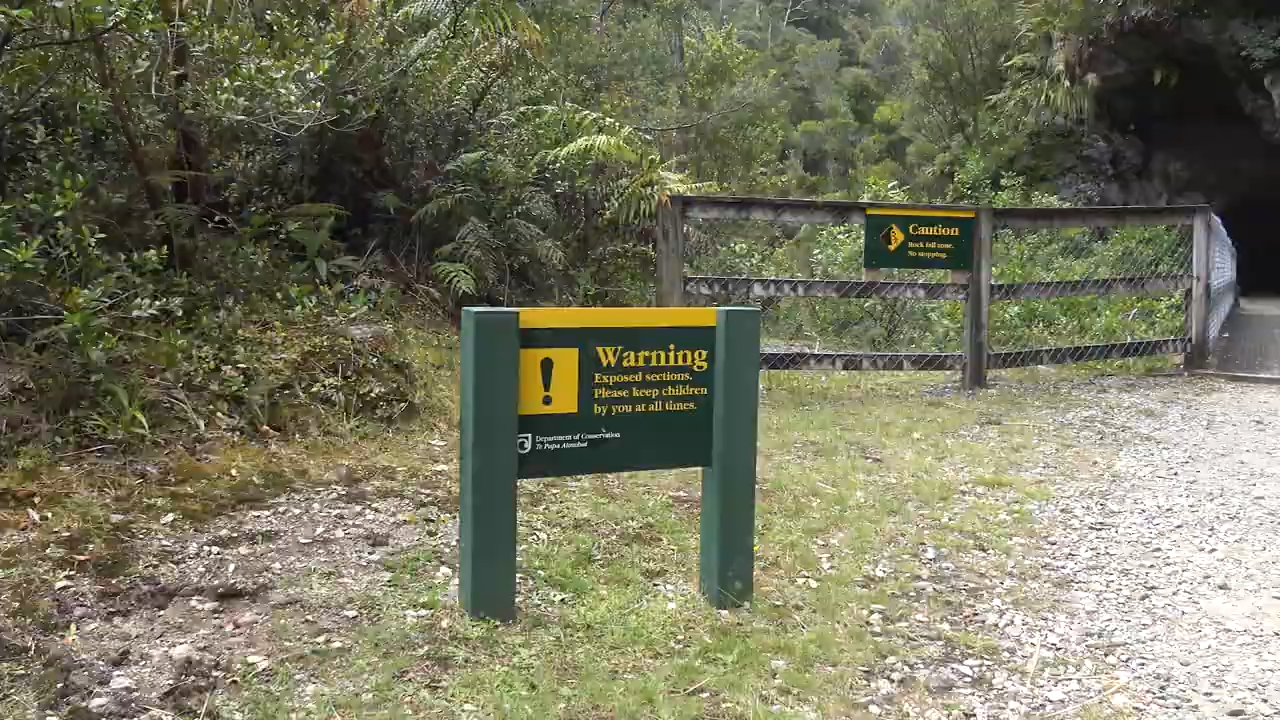 Caution
Rock fall zone.
No stopping.
Warning
Exposed sections.
Please keep children
by you at all times.
Department of Conservation
Te Papa Atawhai